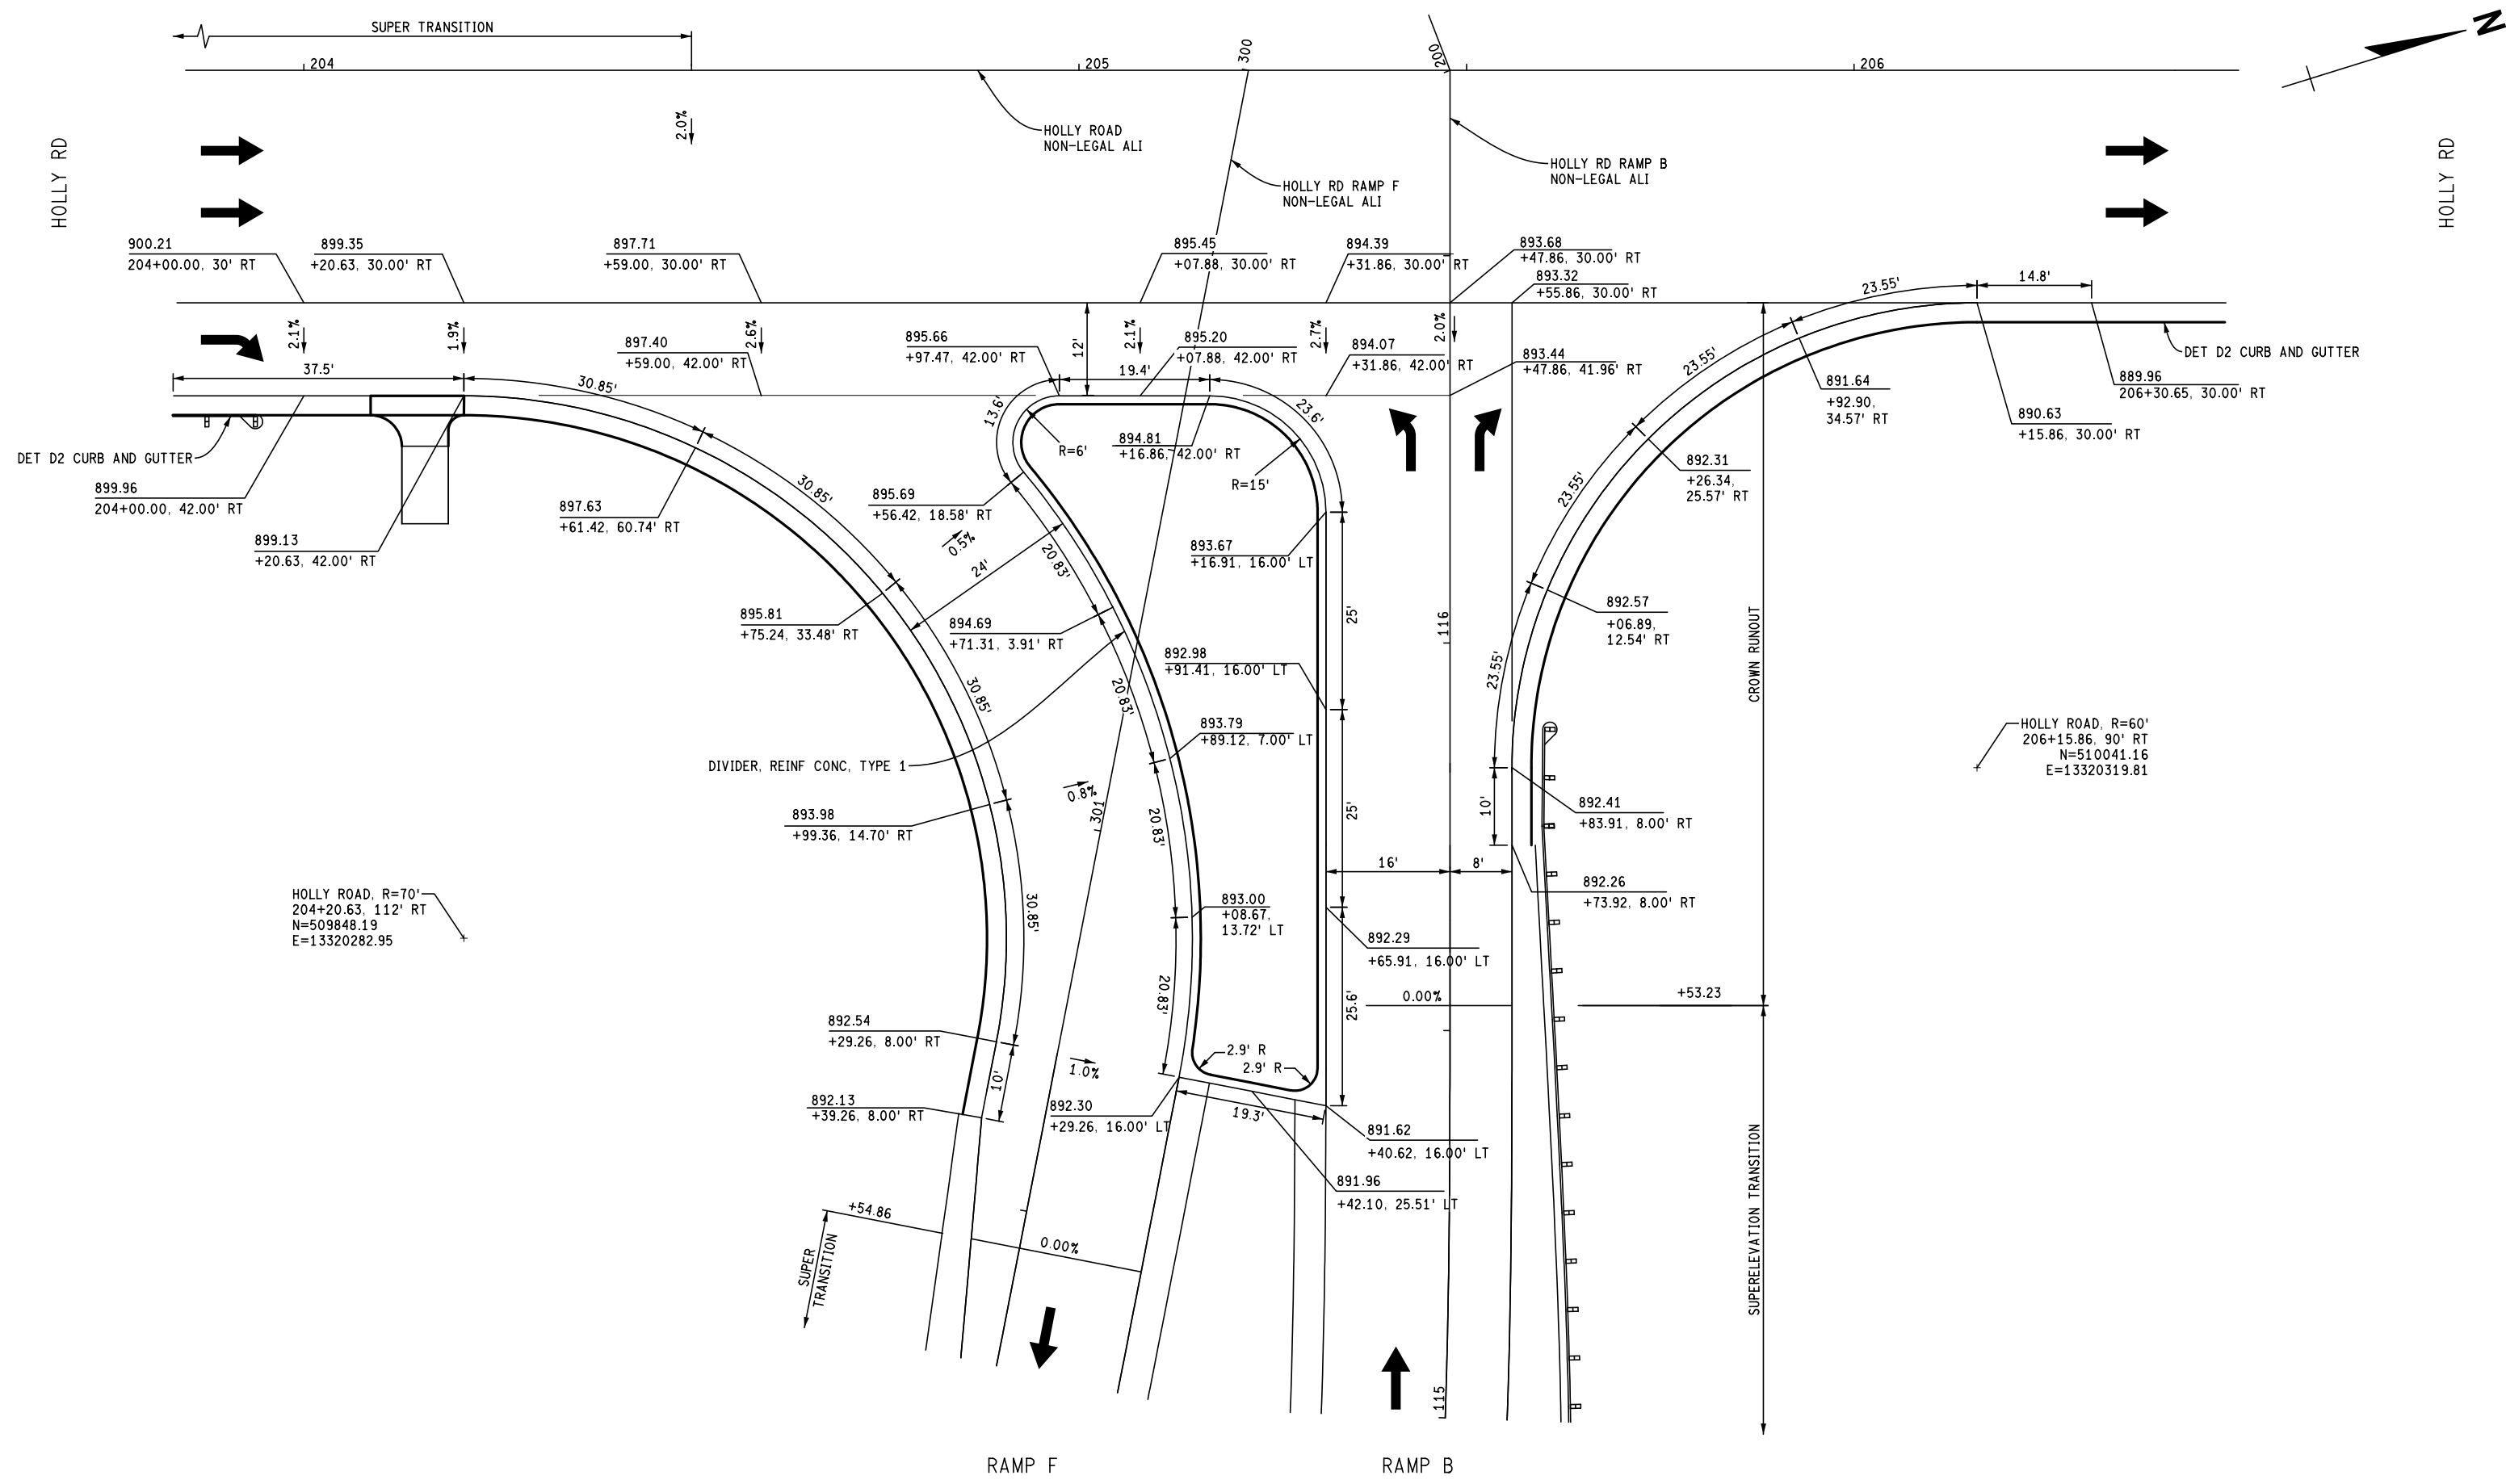 SUPER TRANSITION
N
204
205
300
200
206
HOLLY RD
2.0%
HOLLY ROAD
NON-LEGAL ALI
HOLLY RD RAMP F
NON-LEGAL ALI
HOLLY RD RAMP B
NON-LEGAL ALI
HOLLY RD
900.21
204+00.00, 30' RT
899.35
+20.63, 30.00' RT
897.71
+59.00, 30.00' RT
895.45
+07.88, 30.00' RT
894.39
+31.86, 30.00' RT
893.68
+47.86, 30.00' RT
893.32
+55.86, 30.00' RT
23.55'
14.8'
2.1%
1.9%
2.6%
2.1%
2.7%
2.0%
12'
897.40
+59.00, 42.00' RT
895.66
+97.47, 42.00' RT
895.20
+07.88, 42.00' RT
894.07
+31.86, 42.00' RT
893.44
+47.86, 41.96' RT
23.55'
DET D2 CURB AND GUTTER
37.5'
30.85'
19.4'
13.6'
23.6'
891.64
+92.90,
34.57' RT
889.96
206+30.65, 30.00' RT
890.63
+15.86, 30.00' RT
DET D2 CURB AND GUTTER
R=6'
894.81
+16.86, 42.00' RT
R=15'
892.31
+26.34,
25.57' RT
23.55'
899.96
204+00.00, 42.00' RT
30.85'
897.63
+61.42, 60.74' RT
895.69
+56.42, 18.58' RT
0.5%
899.13
+20.63, 42.00' RT
24'
20.83'
893.67
+16.91, 16.00' LT
895.81
+75.24, 33.48' RT
894.69
+71.31, 3.91' RT
25'
116
892.57
+06.89,
12.54' RT
CROWN RUNOUT
30.85'
20.83'
892.98
+91.41, 16.00' LT
23.55'
893.79
+89.12, 7.00' LT
DIVIDER, REINF CONC, TYPE 1
HOLLY ROAD, R=60'
206+15.86, 90' RT
N=510041.16
E=13320319.81
0.8%
301
20.83'
25'
10'
892.41
+83.91, 8.00' RT
893.98
+99.36, 14.70' RT
16'
8'
892.26
+73.92, 8.00' RT
HOLLY ROAD, R=70'
204+20.63, 112' RT
N=509848.19
E=13320282.95
30.85'
893.00
+08.67,
13.72' LT
892.29
+65.91, 16.00' LT
20.83'
25.6'
0.00%
+53.23
892.54
+29.26, 8.00' RT
2.9' R
2.9' R
1.0%
10'
892.13
+39.26, 8.00' RT
892.30
+29.26, 16.00' LT
19.3'
891.62
+40.62, 16.00' LT
891.96
+42.10, 25.51' LT
SUPERELEVATION TRANSITION
+54.86
0.00%
SUPER
TRANSITION
115
RAMP F
RAMP B